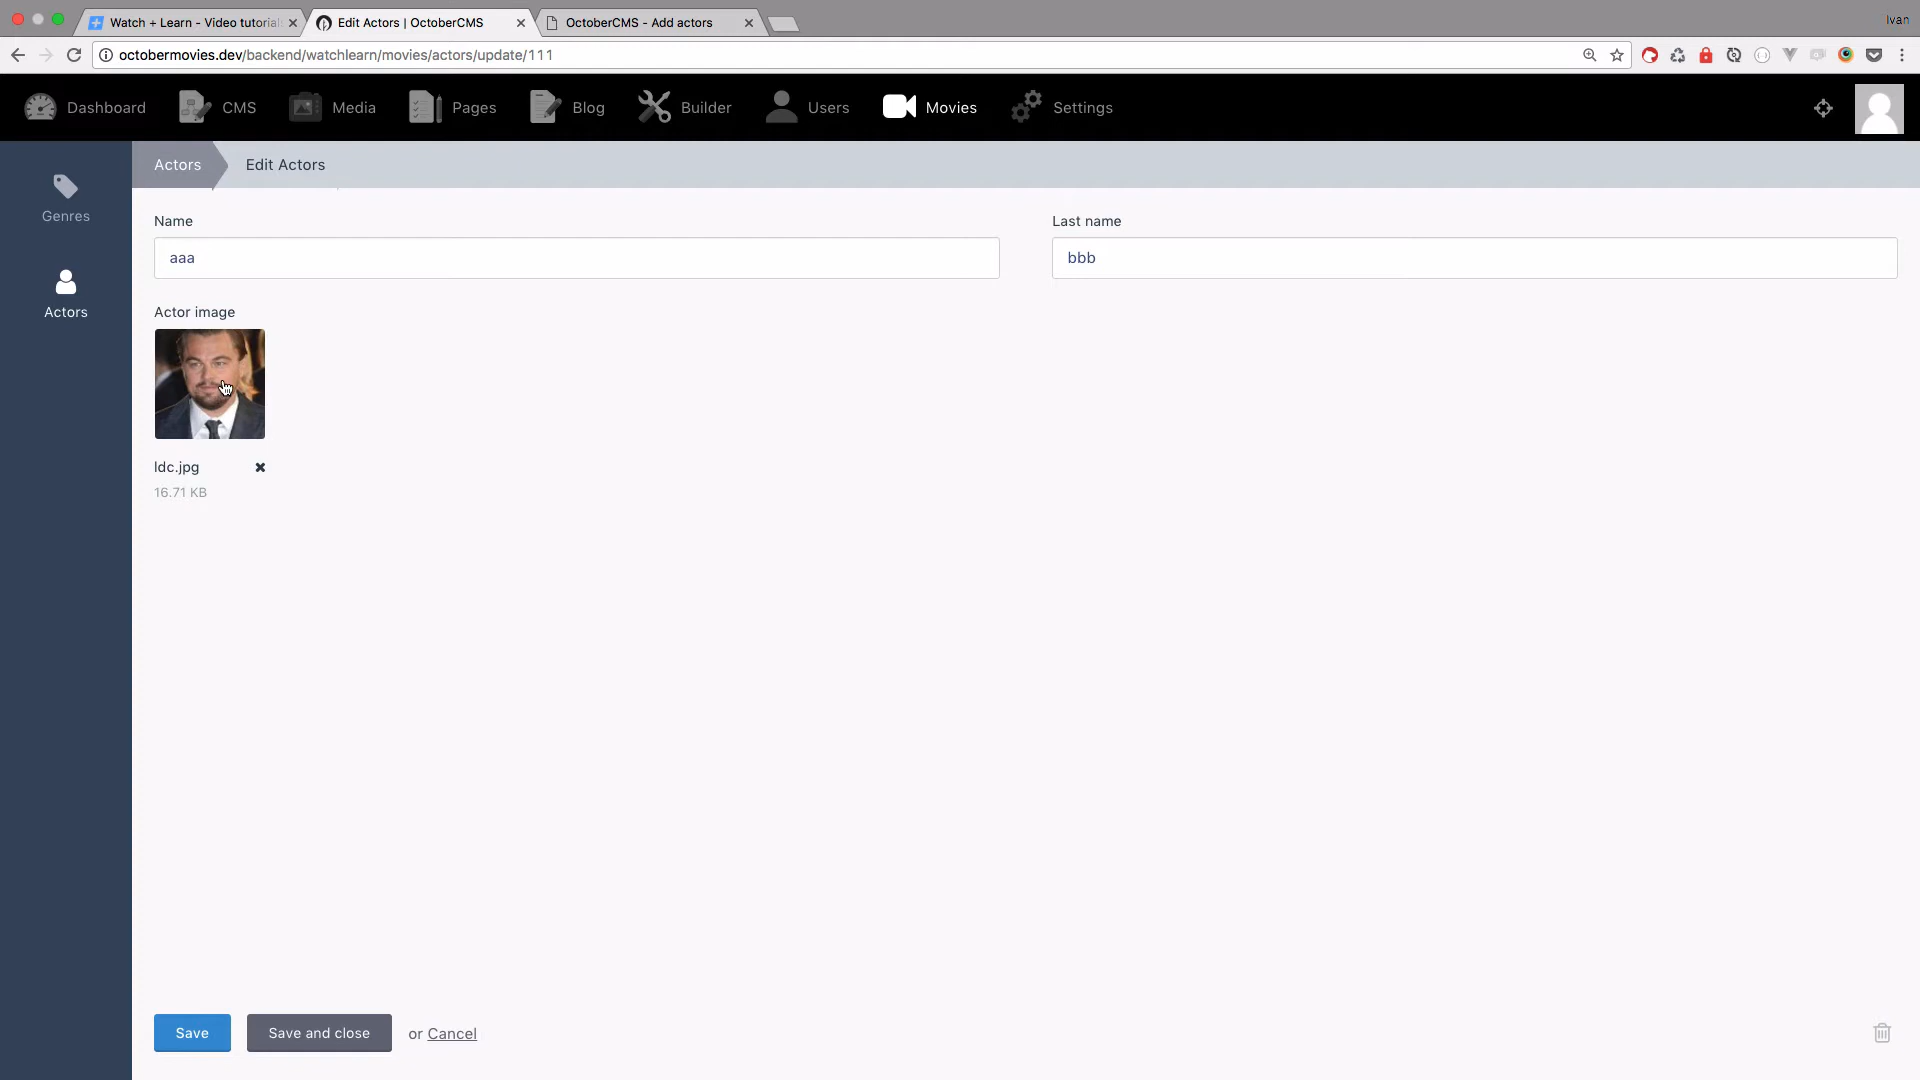 Watch + Learn - Video tutorial
Edit Actors | OctoberCMS
OctoberCMS - Add actors
Ivan
octobermovies.dev/backend/watchlearn/movies/actors/update/111
Dashboard
CMS
Media
Pages
Blog
Builder
Users
Movies
Settings
Genres
Actors
Actors
Edit Actors
Name
Last name
aaa
bbb
Actor image
ldc.jpg
16.71 KB
Save
Save and close
or Cancel